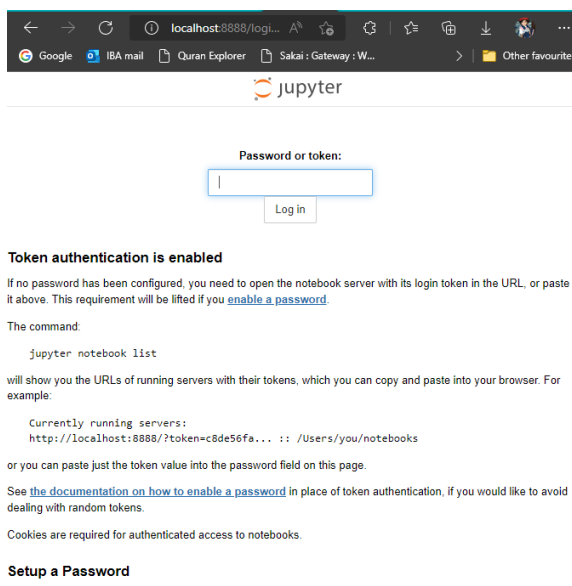 localhost:8888/logi...
Google IBA mail Quran Explorer Sakai : Gateway : W... Other favourite
jupyter
Password or token:
Log in
Token authentication is enabled
If no password has been configured, you need to open the notebook server with its login token in the URL, or paste
it above. This requirement will be lifted if you enable a password.
The command:
jupyter notebook list
will show you the URLs of running servers with their tokens, which you can copy and paste into your browser. For
example:
Currently running servers:
http://localhost:8888/?token=c8de56fa... :: /Users/you/notebooks
or you can paste just the token value into the password field on this page.
See the documentation on how to enable a password in place of token authentication, if you would like to avoid
dealing with random tokens.
Cookies are required for authenticated access to notebooks.
Setup a Password